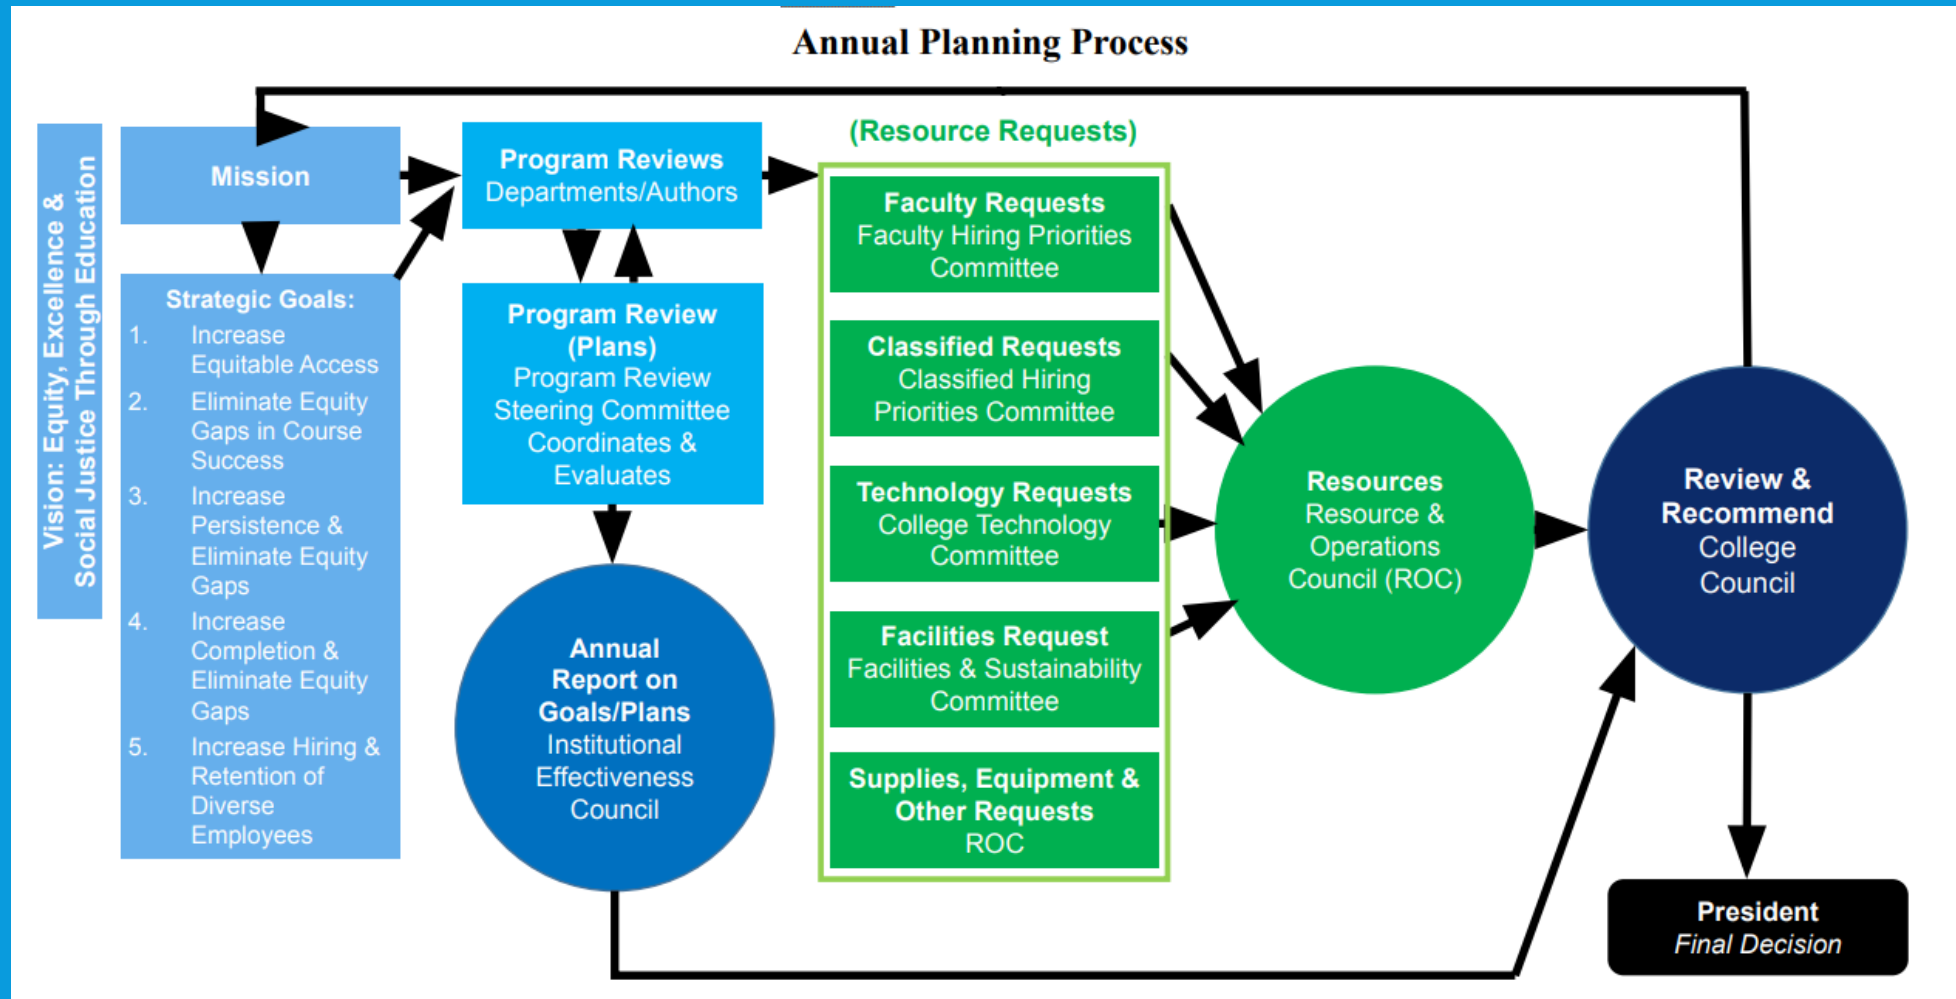 Annual Planning Process
Vision: Equity, Excellence &
Social Justice Through Education
Mission
Strategic Goals:
1. Increase
Equitable Access
2. Eliminate Equity
Gaps in Course
Success
3. Increase
Persistence &
Eliminate Equity
Gaps
4. Increase
Completion &
Eliminate Equity
Gaps
5. Increase Hiring &
Retention of
Diverse
Employees
Program Reviews
Departments/Authors
Program Review
(Plans)
Program Review
Steering Committee
Coordinates &
Evaluates
Annual
Report on
Goals/Plans
Institutional
Effectiveness
Council
(Resource Requests)
Faculty Requests
Faculty Hiring Priorities
Committee
Classified Requests
Classified Hiring
Priorities Committee
Technology Requests
College Technology
Committee
Facilities Request
Facilities & Sustainability
Committee
Supplies, Equipment &
Other Requests
ROC
Resources
Resource &
Operations
Council (ROC)
Review &
Recommend
College
Council
President
Final Decision